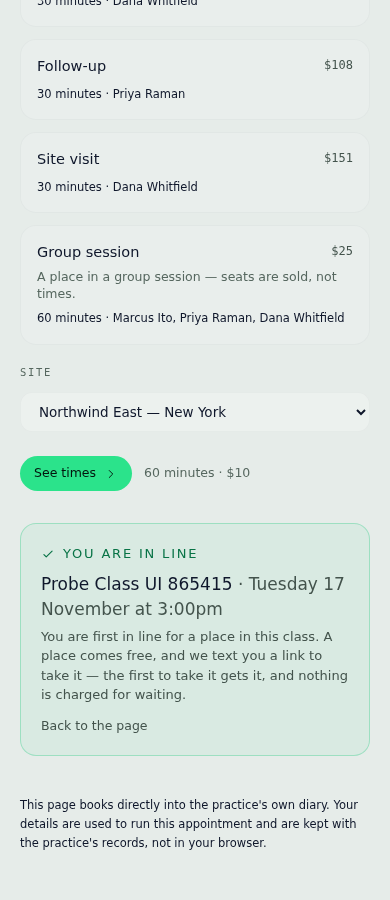 30 minutes · Dana Whitfield
Follow-up
$108
30 minutes · Priya Raman
Site visit
$151
30 minutes · Dana Whitfield
Group session
$25
A place in a group session — seats are sold, not
times.
60 minutes · Marcus Ito, Priya Raman, Dana Whitfield
SITE
Northwind East — New York
See times
60 minutes · $10
YOU ARE IN LINE
Probe Class UI 865415 · Tuesday 17
November at 3:00pm
You are first in line for a place in this class. A
place comes free, and we text you a link to
take it — the first to take it gets it, and nothing
is charged for waiting.
Back to the page
This page books directly into the practice's own diary. Your
details are used to run this appointment and are kept with
the practice's records, not in your browser.